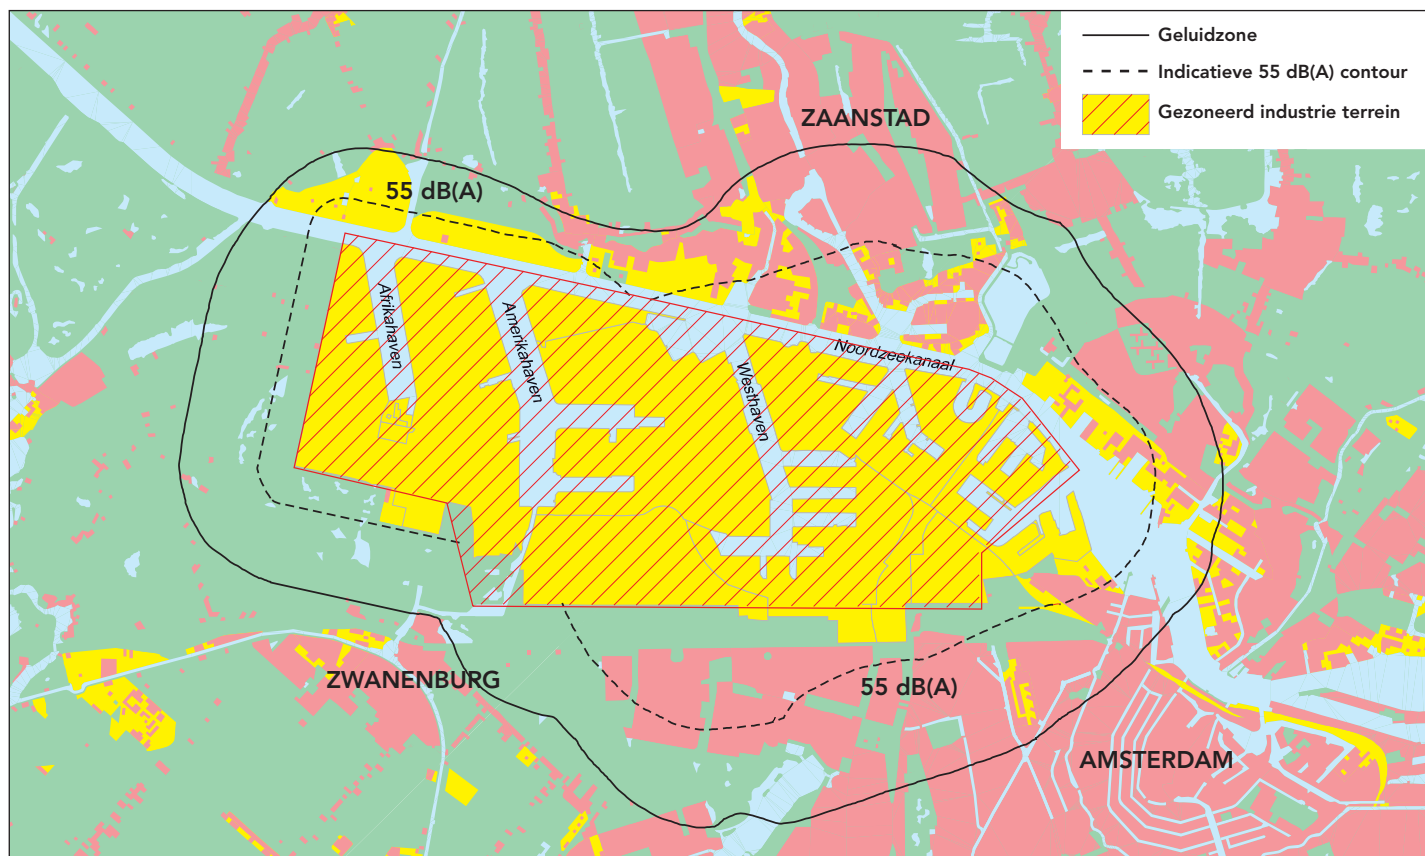 Geluidzone
Indicatieve 55 dB(A) contour
Gezoneerd industrie terrein
ZAANSTAD
55 dB(A)
Afrikahaven
Amerikahaven
Westhaven
Noordzeekanaal
ZWANENBURG
55 dB(A)
AMSTERDAM